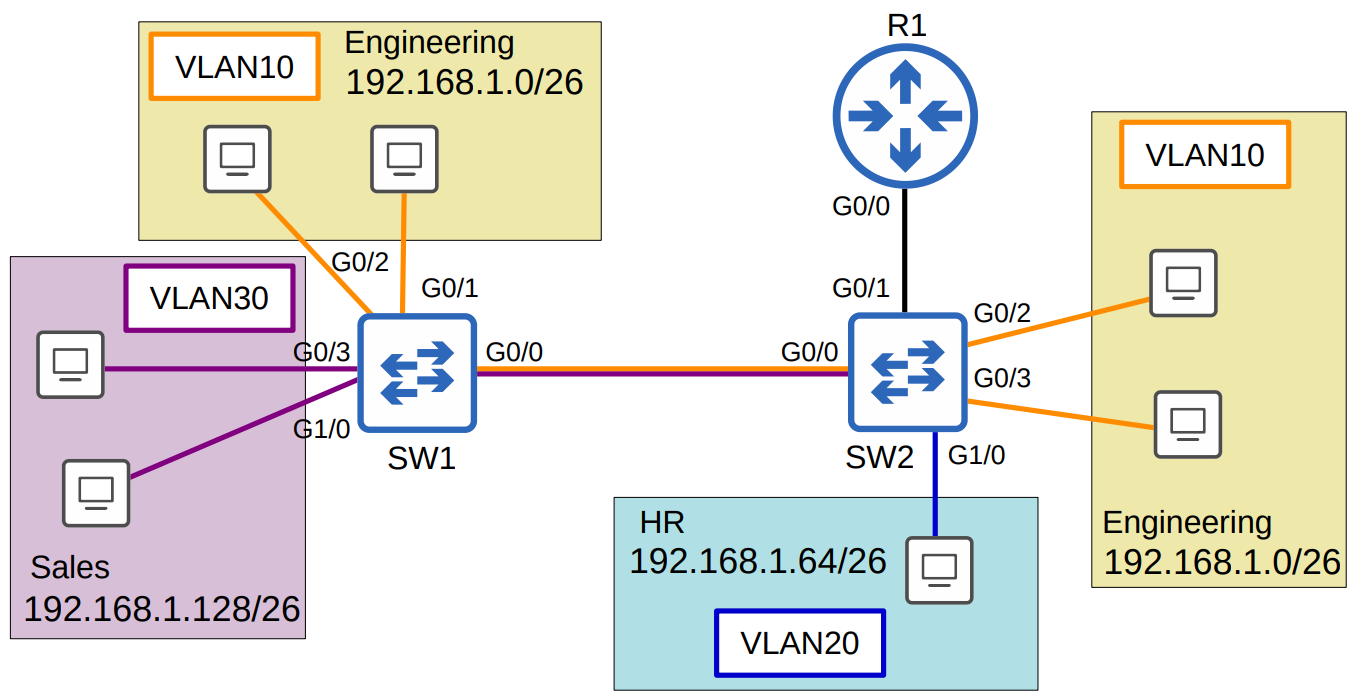 R1
Engineering
VLAN10
192.168.1.0/26
VLAN10
G0/0
G0/2
G0/1
G0/1
VLAN30
G0/2
G0/3
G0/0
G0/0
G0/3
G1/0
SW1
SW2
G1/0
HR
Engineering
192.168.1.64/26
192.168.1.0/26
Sales
192.168.1.128/26
VLAN20